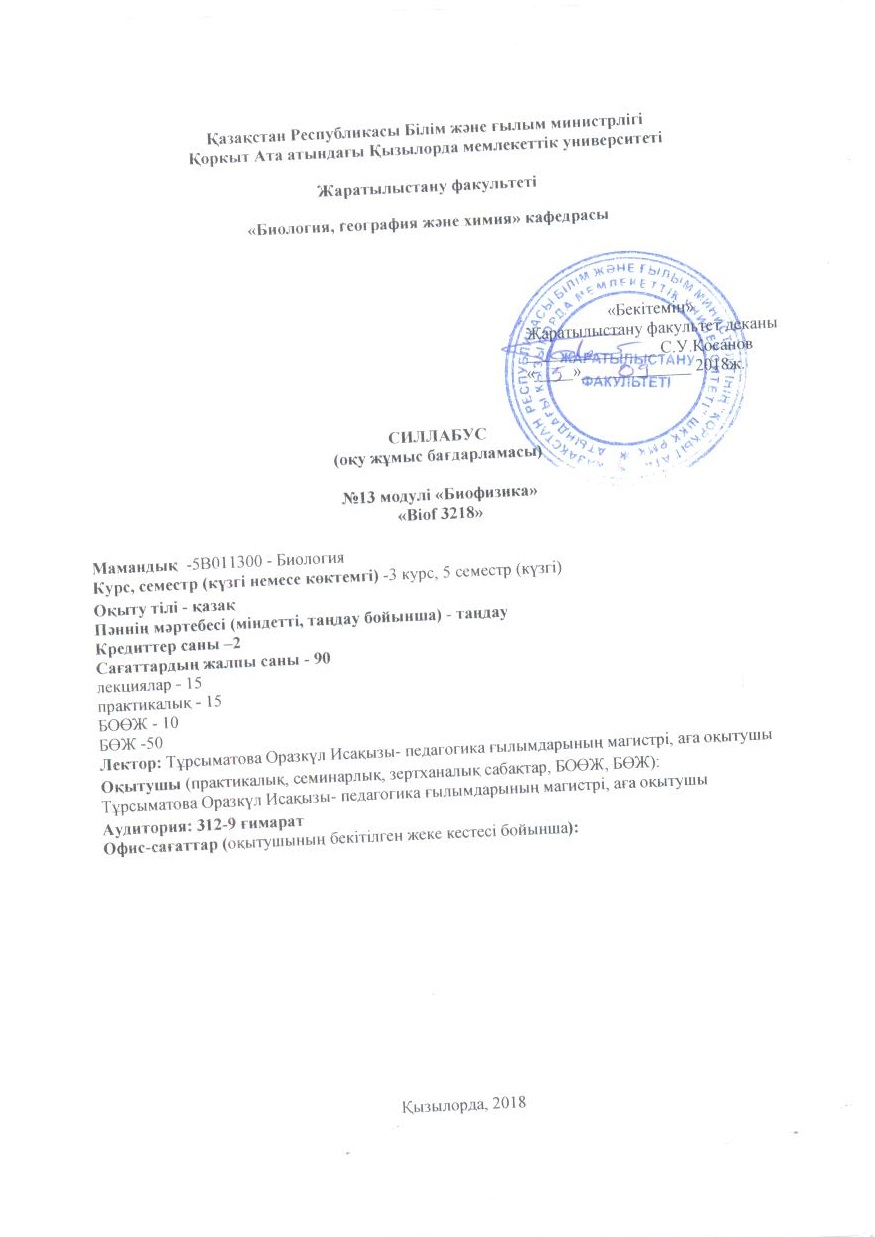 Қазақстан Республикасы Білім және ғылым министрлігі
Қорқыт Ата атындағы Қызылорда мемлекеттік университеті
Жаратылыстану факультеті
«Биология, география және химия» кафедрасы
«Бекітемін»
Жаратылыстану факультет деканы
С.У.Қосанов
« 5 » 09 2018ж.
ЖАРАТЫЛЫСТАНУ
ФАКУЛЬТЕТІ
СИЛЛАБУС
(оқу жұмыс бағдарламасы)
№13 модулі «Биофизика»
«Biof 3218»
Мамандық -5В011300 - Биология
Курс, семестр (күзгі немесе көктемгі) -3 курс, 5 семестр (күзгі)
Оқыту тілі - қазақ
Пәннің мәртебесі (міндетті, таңдау бойынша) - таңдау
Кредиттер саны –2
Сағаттардың жалпы саны - 90
лекциялар - 15
практикалық - 15
БОӨЖ - 10
БӨЖ -50
Лектор: Тұрсыматова Оразкүл Исақызы- педагогика ғылымдарының магистрі, аға оқытушы
Оқытушы (практикалық, семинарлық, зертханалық сабақтар, БОӨЖ, БӨЖ):
Тұрсыматова Оразкүл Исақызы- педагогика ғылымдарының магистрі, аға оқытушы
Аудитория: 312-9 ғимарат
Офис-сағаттар (оқытушының бекітілген жеке кестесі бойынша):
Қызылорда, 2018